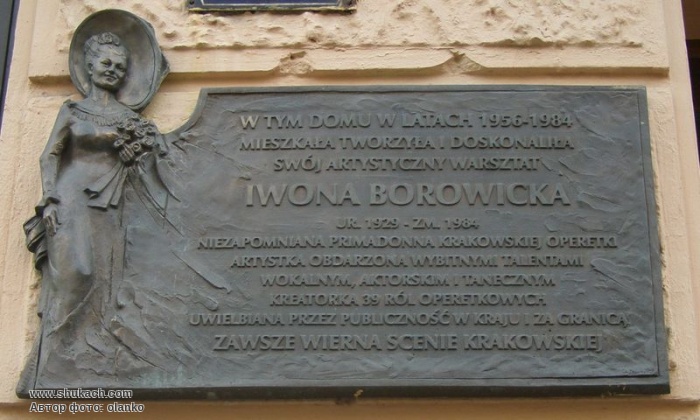 W TYM DOMU W LATACH 1956-1984
MIESZKAŁA TWORZYŁA I DOSKONALIŁA
SWÓJ ARTYSTYCZNY WARSZTAT
IWONA BOROWICKA
UR. 1929 - ZM. 1984
NIEZAPOMNIANA PRIMADONNA KRAKOWSKIEJ OPERETKI
ARTYSTKA OBDARZONA WYBITNYMI TALENTAMI
WOKALNYM, AKTORSKIM I TANECZNYM
KREATORKA 39 RÓL OPERETKOWYCH
UWIELBIANA PRZEZ PUBLICZNOŚĆ W KRAJU I ZA GRANICĄ
ZAWSZE WIERNA SCENIE KRAKOWSKIEJ
www.shukach.com
Автор фото: olanko